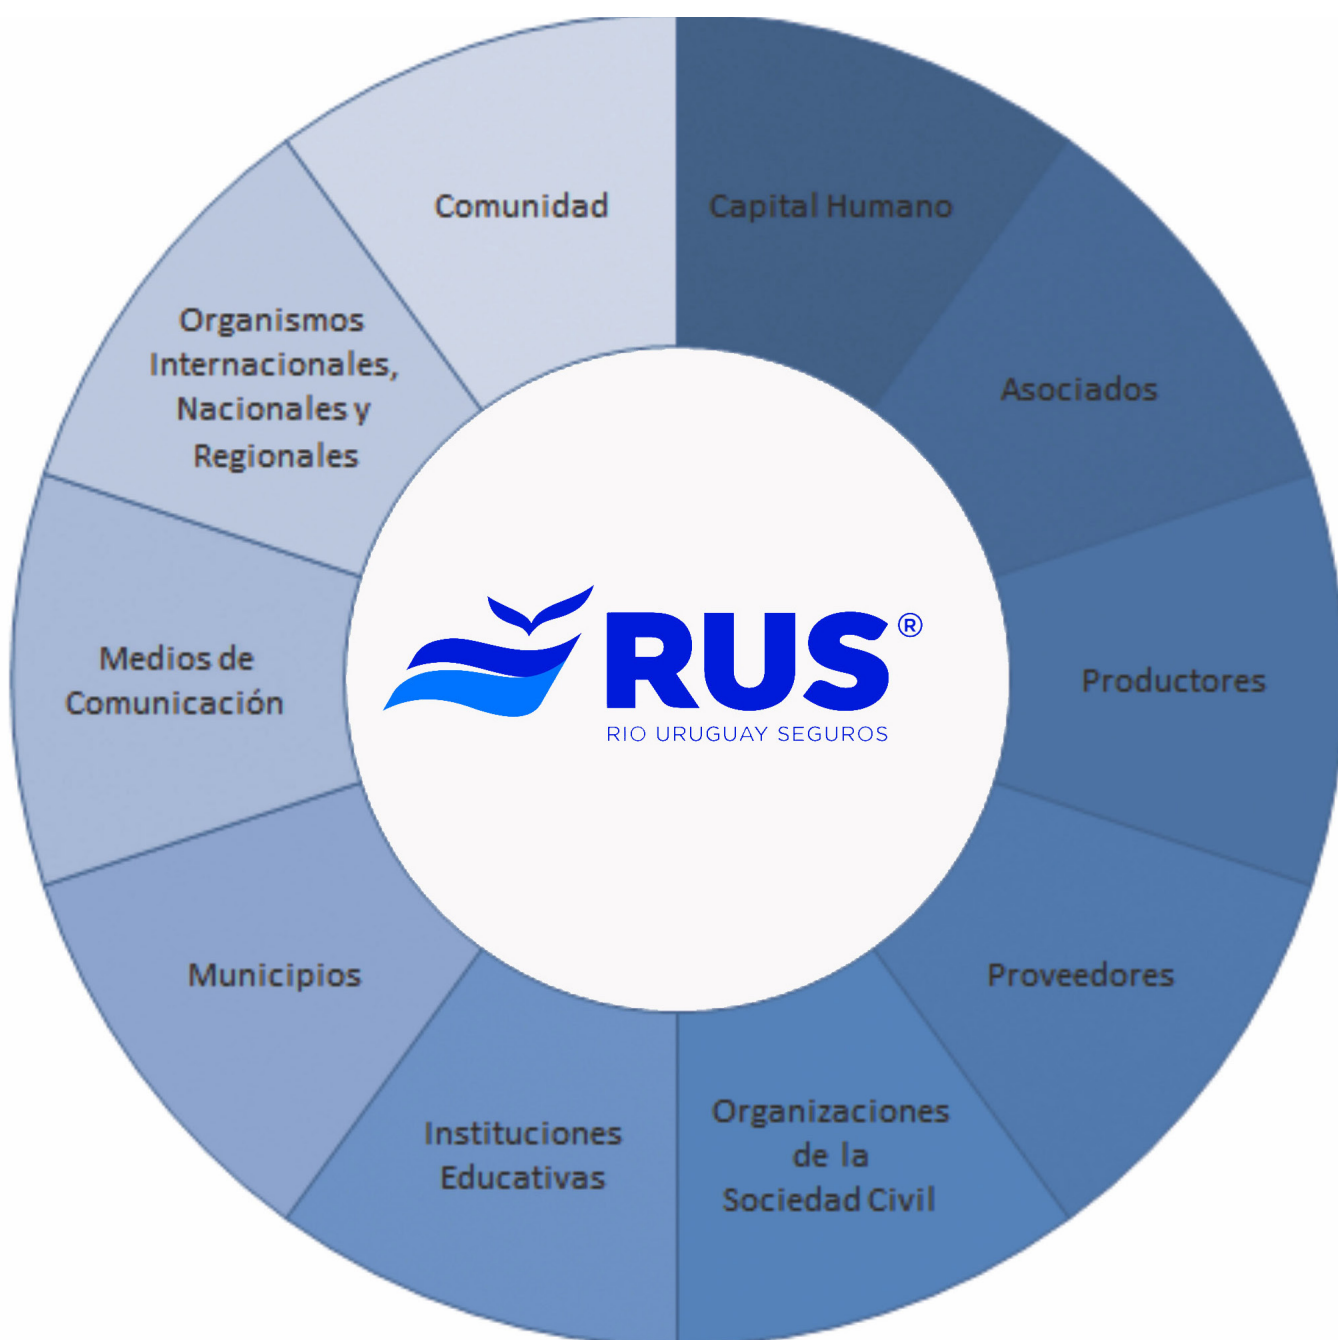 Comunidad
Capital Humano
Asociados
Productores
Proveedores
Organizaciones
de la
Sociedad Civil
Instituciones
Educativas
Municipios
Medios de
Comunicación
Organismos
Internacionales,
Nacionales y
Regionales
RUS®
RIO URUGUAY SEGUROS